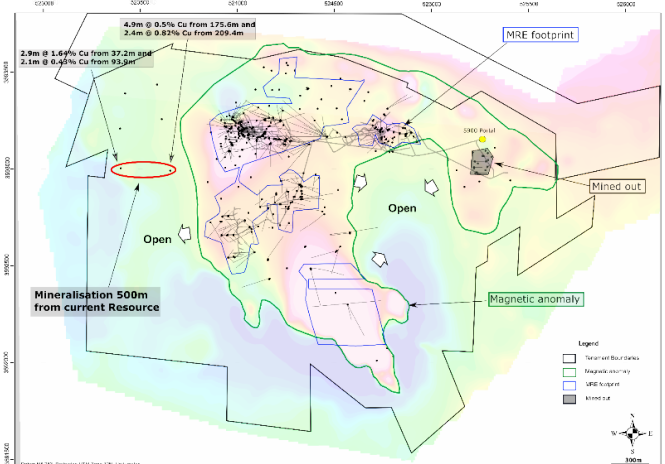 4.9m @ 0.5% Cu from 175.6m and
2.4m @ 0.82% Cu from 209.4m
2.9m @ 1.64% Cu from 37.2m and
2.1m @ 0.43% Cu from 93.9m
MRE footprint
5900 Portal
Mined out
Open
Open
Mineralisation 500m
from current Resource
Magnetic anomaly
Legend
Tenement Boundaries
Magnetic anomaly
MRE footprint
Mined out
N
W
E
S
300m